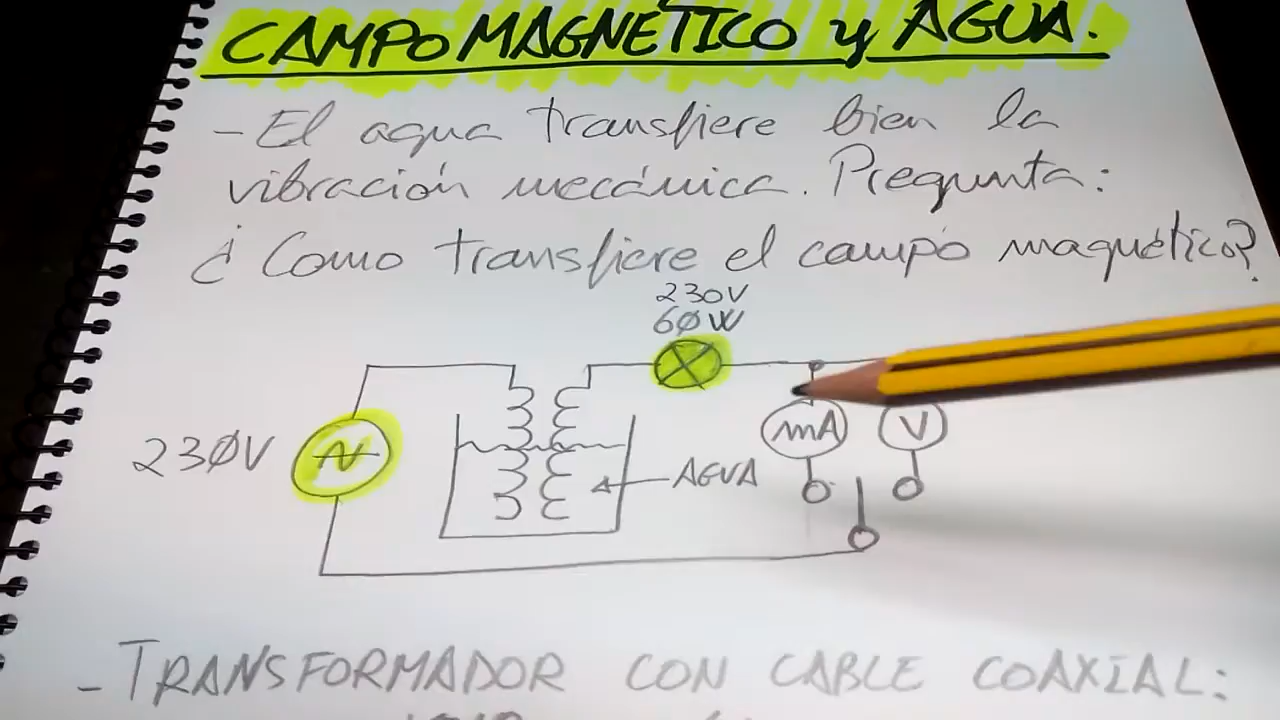 CAMPO MAGNÉTICO y AGUA.
- El agua transfiere bien la
vibración mecánica. Pregunta:
¿Como transfiere el campo magnético?
230V
60W
230V
mA
V
AGUA
- TRANSFORMADOR CON CABLE COAXIAL: